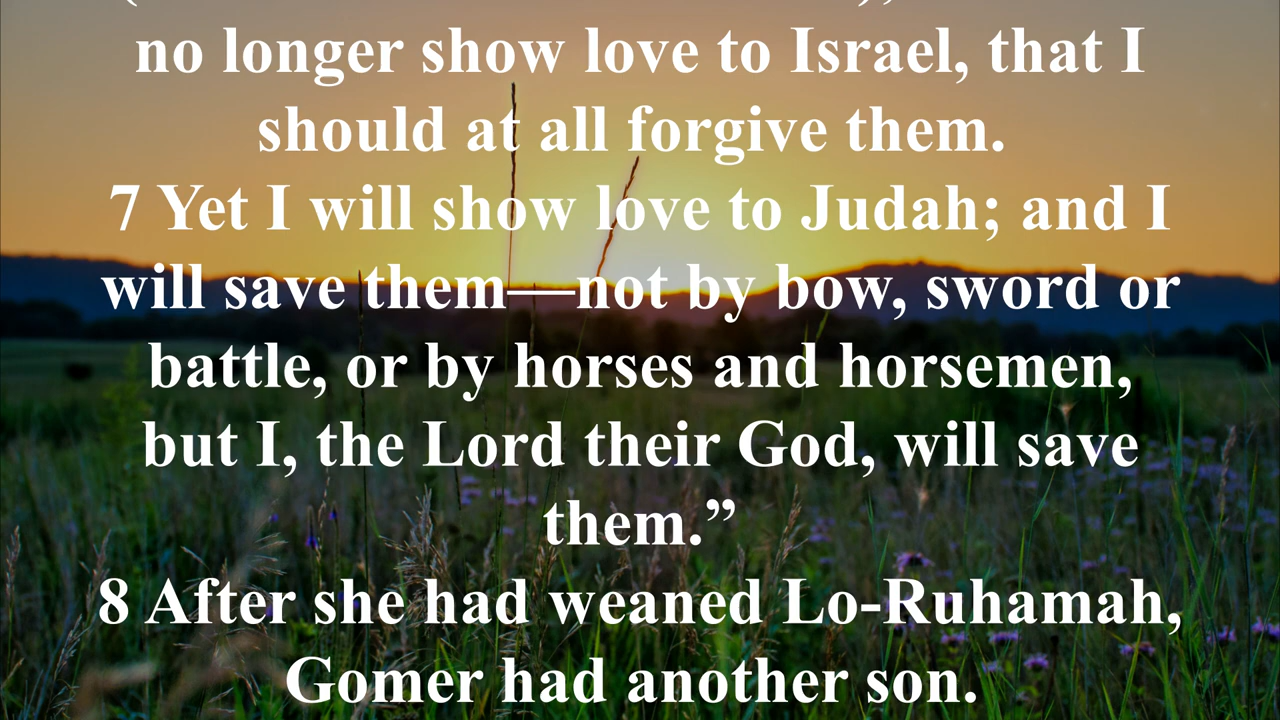 no longer show love to Israel, that I
should at all forgive them.
7 Yet I will show love to Judah; and I
will save them—not by bow, sword or
battle, or by horses and horsemen,
but I, the Lord their God, will save
them.”
8 After she had weaned Lo-Ruhamah,
Gomer had another son.